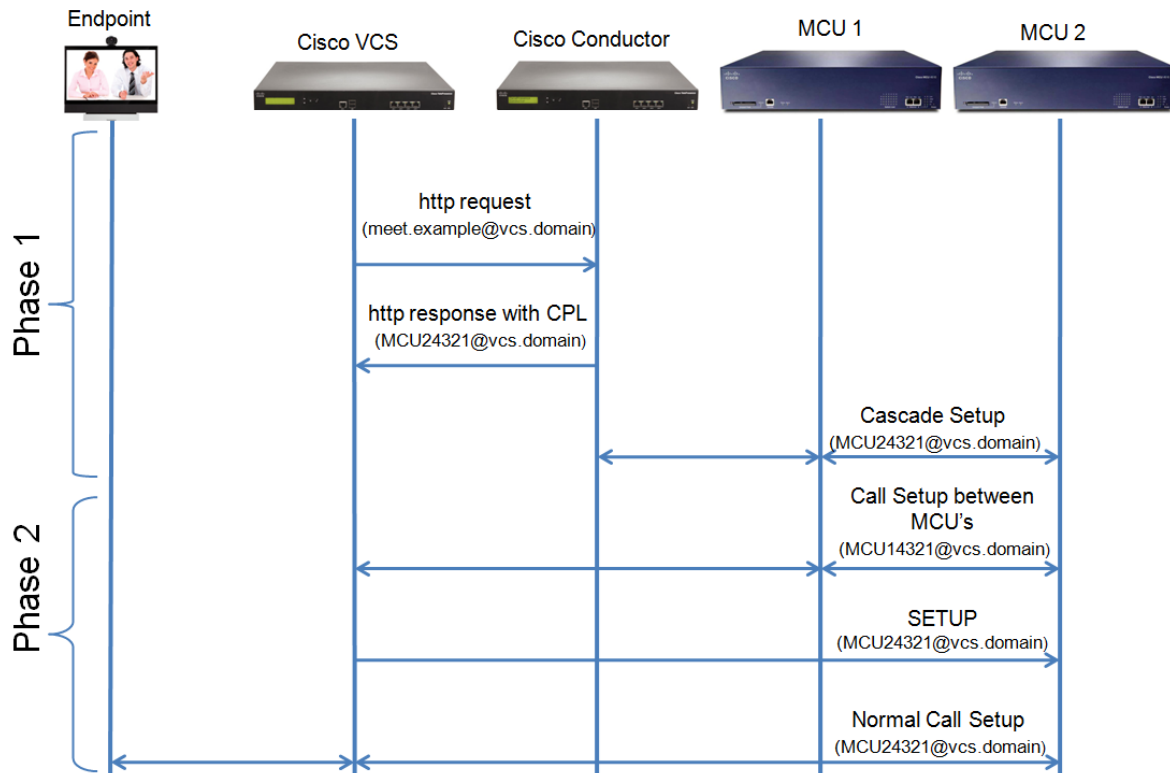 Endpoint
Cisco VCS
Cisco Conductor
MCU 1
MCU 2
Phase 1
http request
(meet.example@vcs.domain)
http response with CPL
(MCU24321@vcs.domain)
Cascade Setup
(MCU24321@vcs.domain)
Phase 2
Call Setup between
MCU's
(MCU14321@vcs.domain)
SETUP
(MCU24321@vcs.domain)
Normal Call Setup
(MCU24321@vcs.domain)